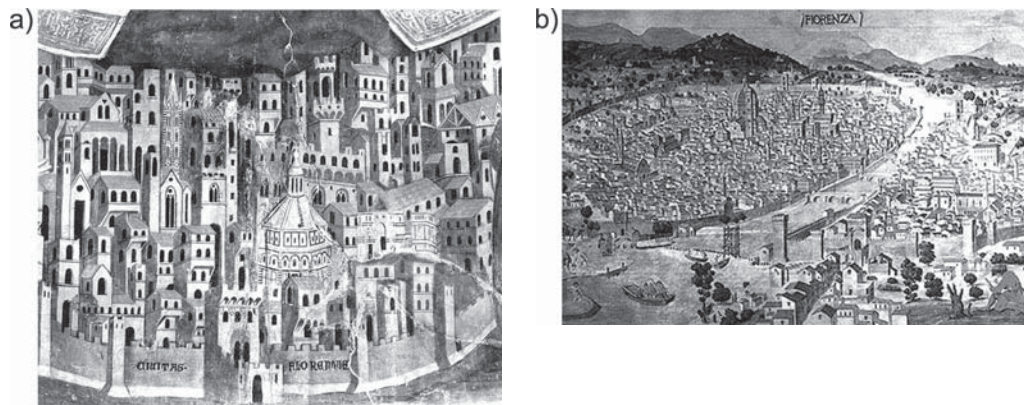 a)
b)
FIORENZA
CIVITAS·
FLORENTIE